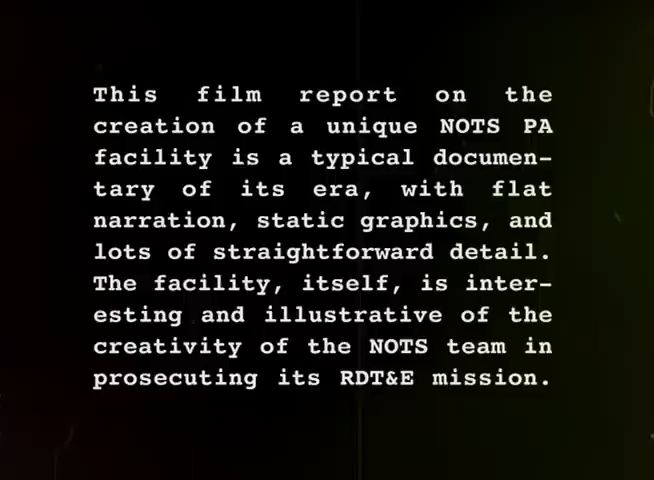 This film report on the
creation of a unique NOTS PA
facility is a typical documen-
tary of its era, with flat
narration, static graphics, and
lots of straightforward detail.
The facility, itself, is inter-
esting and illustrative of the
creativity of the NOTS team in
prosecuting its RDT&E mission.